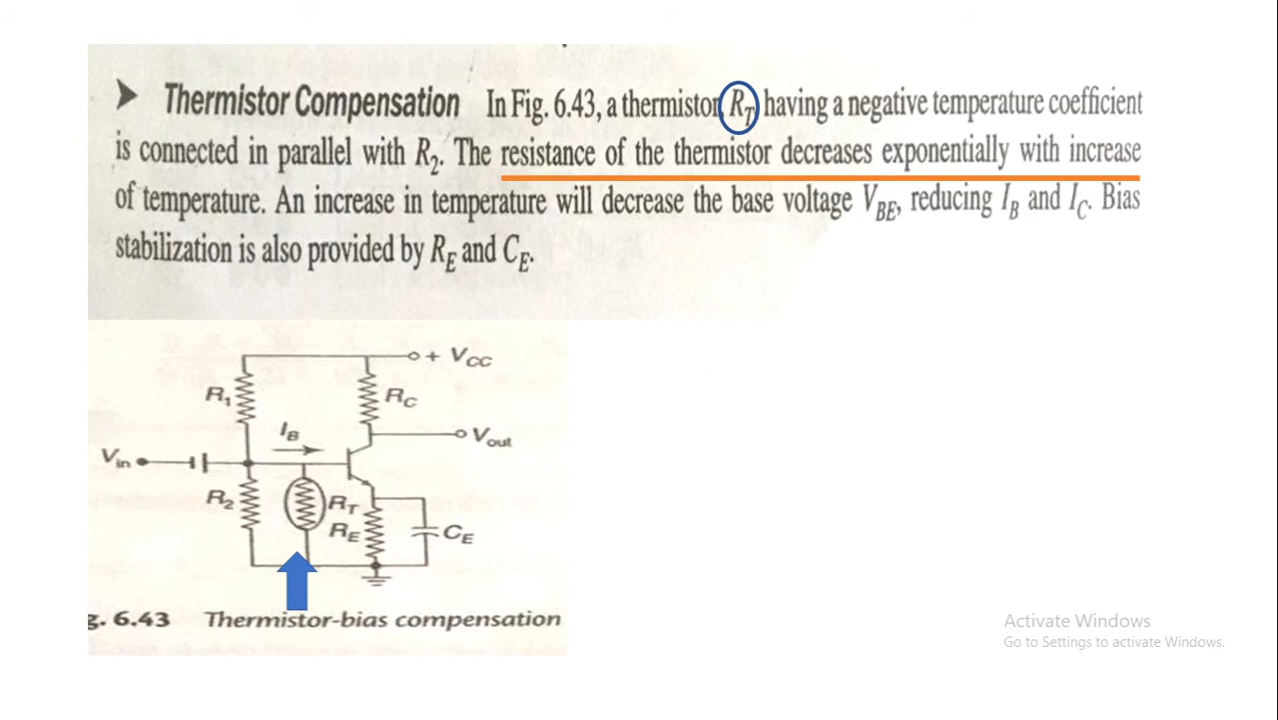 ➤ Thermistor Compensation In Fig. 6.43, a thermistor, R_T having a negative temperature coefficient
is connected in parallel with R₂. The resistance of the thermistor decreases exponentially with increase
of temperature. An increase in temperature will decrease the base voltage V_BE, reducing I_B and I_C. Bias
stabilization is also provided by R_E and C_E.
+ V_CC
R₁
R_C
I_B
V_out
V_in
R₂
R_T
R_E
C_E
g. 6.43 Thermistor-bias compensation
Activate Windows
Go to Settings to activate Windows.